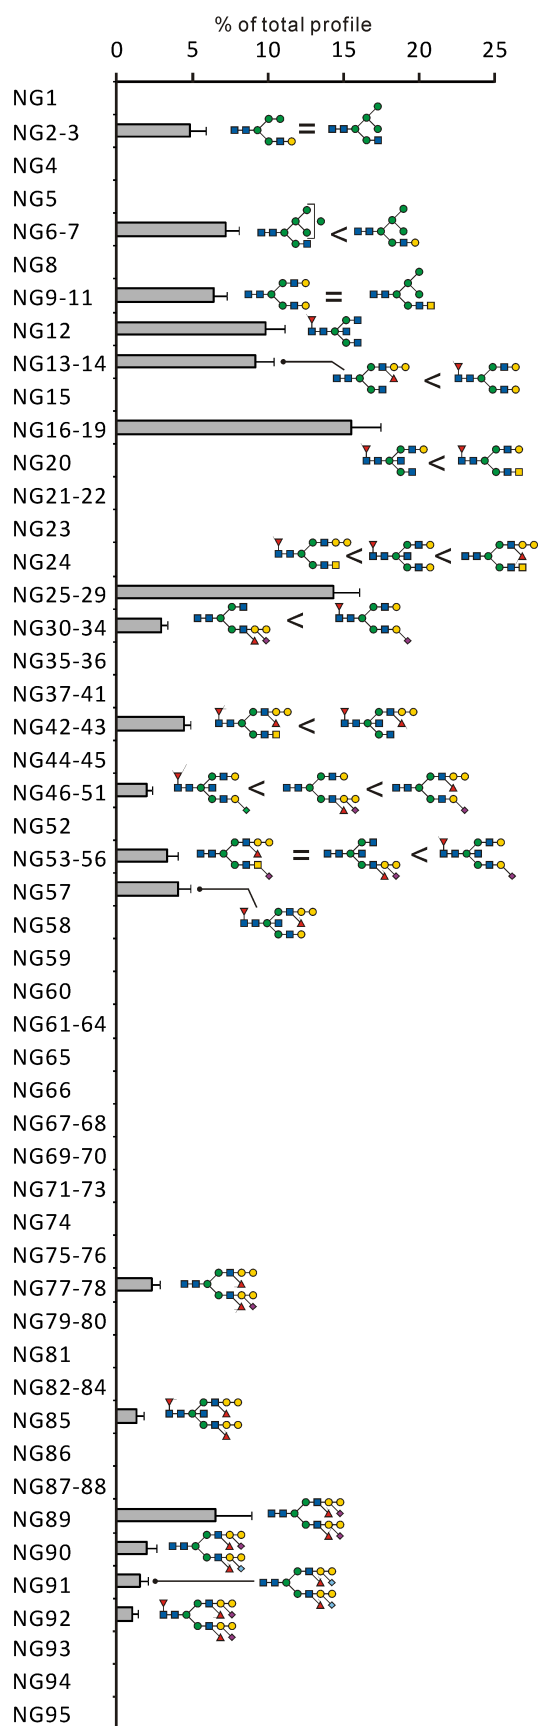 % of total profile
0 5 10 15 20 25
NG1
NG2-3 =
NG4
NG5
NG6-7 <
NG8
NG9-11 =
NG12
NG13-14
<
NG15
NG16-19
NG20 <
NG21-22
NG23
NG24 < <
NG25-29
NG30-34 <
NG35-36
NG37-41
NG42-43 <
NG44-45
NG46-51 < <
NG52
NG53-56 = <
NG57
NG58
NG59
NG60
NG61-64
NG65
NG66
NG67-68
NG69-70
NG71-73
NG74
NG75-76
NG77-78
NG79-80
NG81
NG82-84
NG85
NG86
NG87-88
NG89
NG90
NG91
NG92
NG93
NG94
NG95